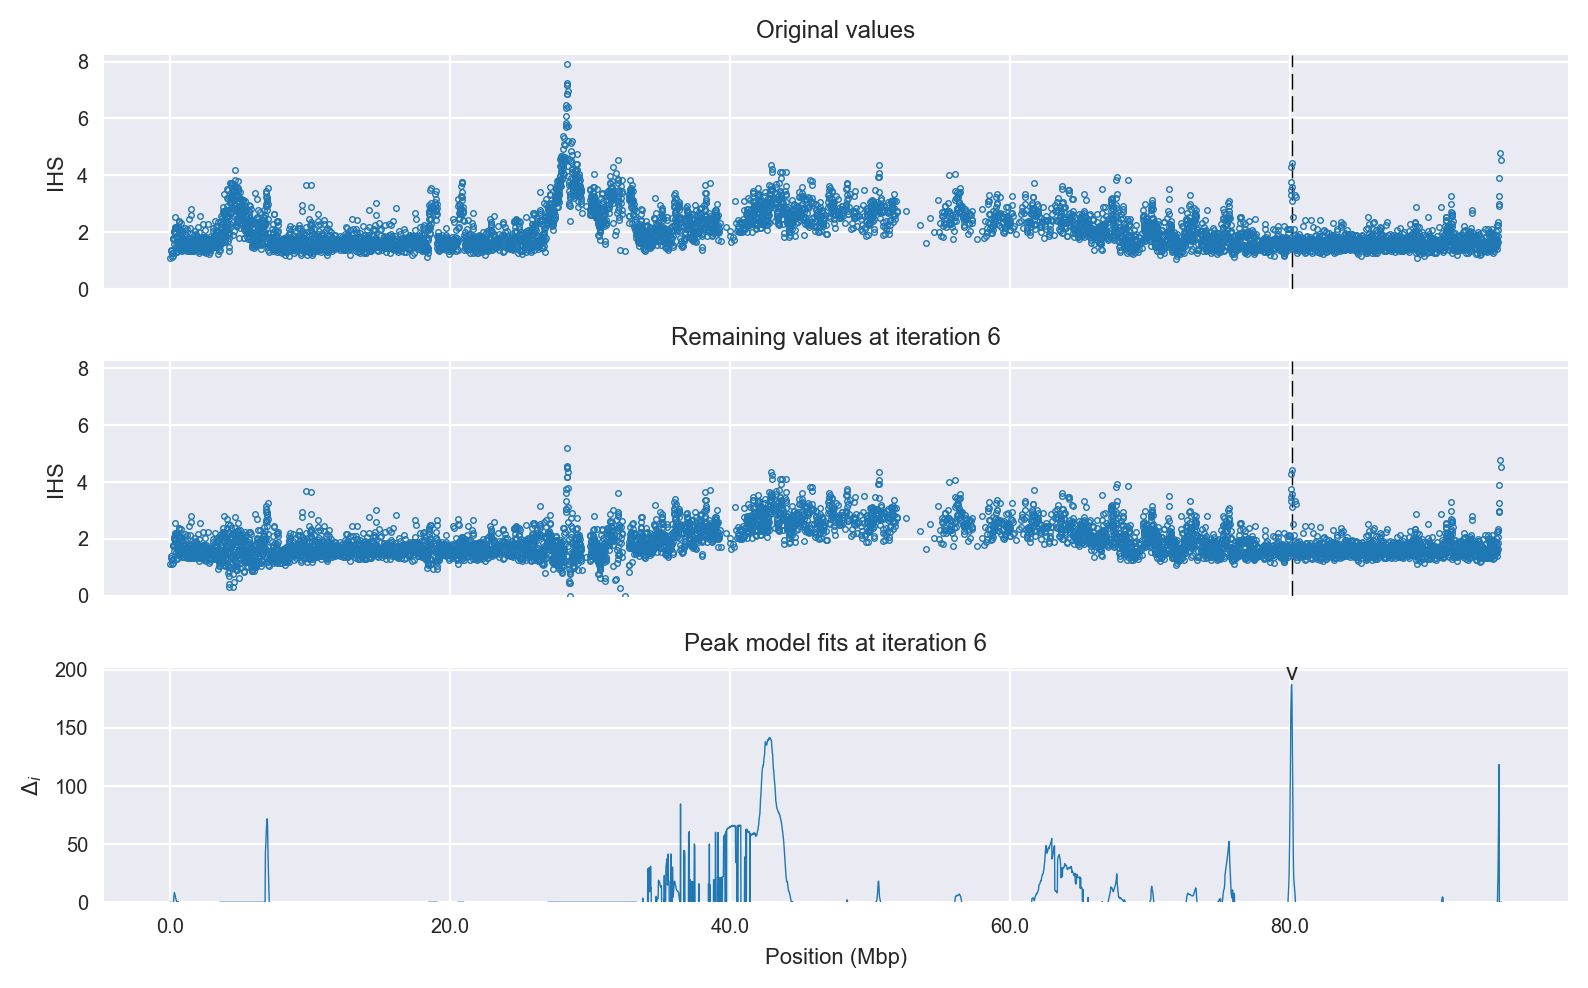 Original values
8
6
4
2
0
IHS
Remaining values at iteration 6
8
6
4
2
0
IHS
Peak model fits at iteration 6
200
150
100
50
0
Δi
v
0.0 20.0 40.0 60.0 80.0
Position (Mbp)